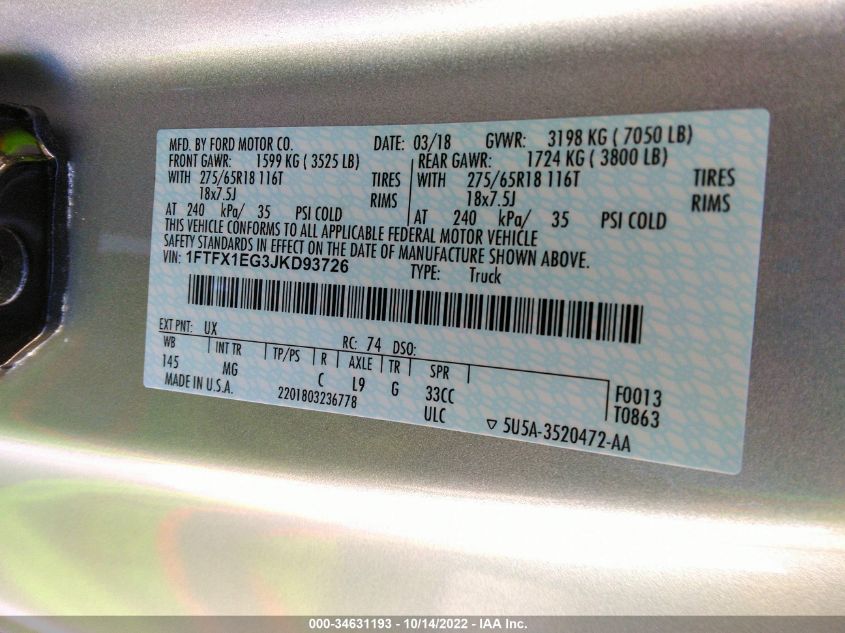 MFD. BY FORD MOTOR CO. DATE: 03/18 GVWR: 3198 KG ( 7050 LB)
FRONT GAWR: 1599 KG ( 3525 LB) REAR GAWR: 1724 KG ( 3800 LB)
WITH 275/65R18 116T TIRES WITH 275/65R18 116T TIRES
18x7.5J RIMS 18x7.5J RIMS
AT 240 kPa/ 35 PSI COLD AT 240 kPa/ 35 PSI COLD
THIS VEHICLE CONFORMS TO ALL APPLICABLE FEDERAL MOTOR VEHICLE
SAFETY STANDARDS IN EFFECT ON THE DATE OF MANUFACTURE SHOWN ABOVE.
VIN: 1FTFX1EG3JKD93726 TYPE: Truck
EXT PNT: UX RC: 74 DSO:
WB INT TR TP/PS R AXLE TR SPR
145 MG C L9 G 33CC F0013
MADE IN U.S.A. 2201803236778 ULC T0863
▽ 5U5A-3520472-AA
000-34631193 - 10/14/2022 - IAA Inc.